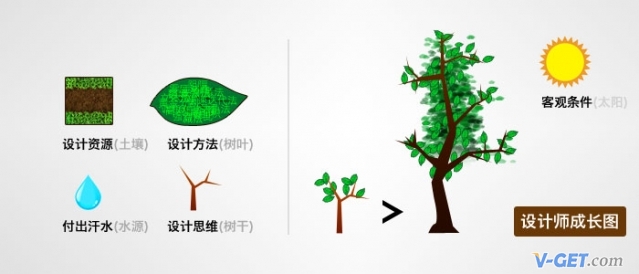 设计资源(土壤)
设计方法(树叶)
付出汗水(水源)
设计思维(树干)
>
客观条件(太阳)
设计师成长图
V-GET.com